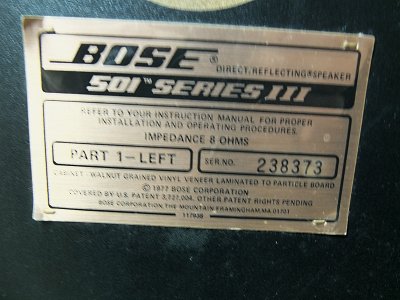 BOSE® DIRECT/REFLECTING® SPEAKER
501™ SERIES III
REFER TO YOUR INSTRUCTION MANUAL FOR PROPER
INSTALLATION AND OPERATING PROCEDURES.
IMPEDANCE 8 OHMS
PART 1-LEFT SER.NO. 238373
CABINET - WALNUT GRAINED VINYL VENEER LAMINATED TO PARTICLE BOARD
© 1977 BOSE CORPORATION
COVERED BY U.S. PATENT 3,727,004. OTHER PATENT RIGHTS PENDING
BOSE CORPORATION, THE MOUNTAIN FRAMINGHAM, MA 01701
117938